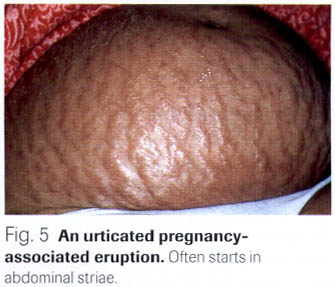 Fig. 5 An urticated pregnancy-
associated eruption. Often starts in
abdominal striae.